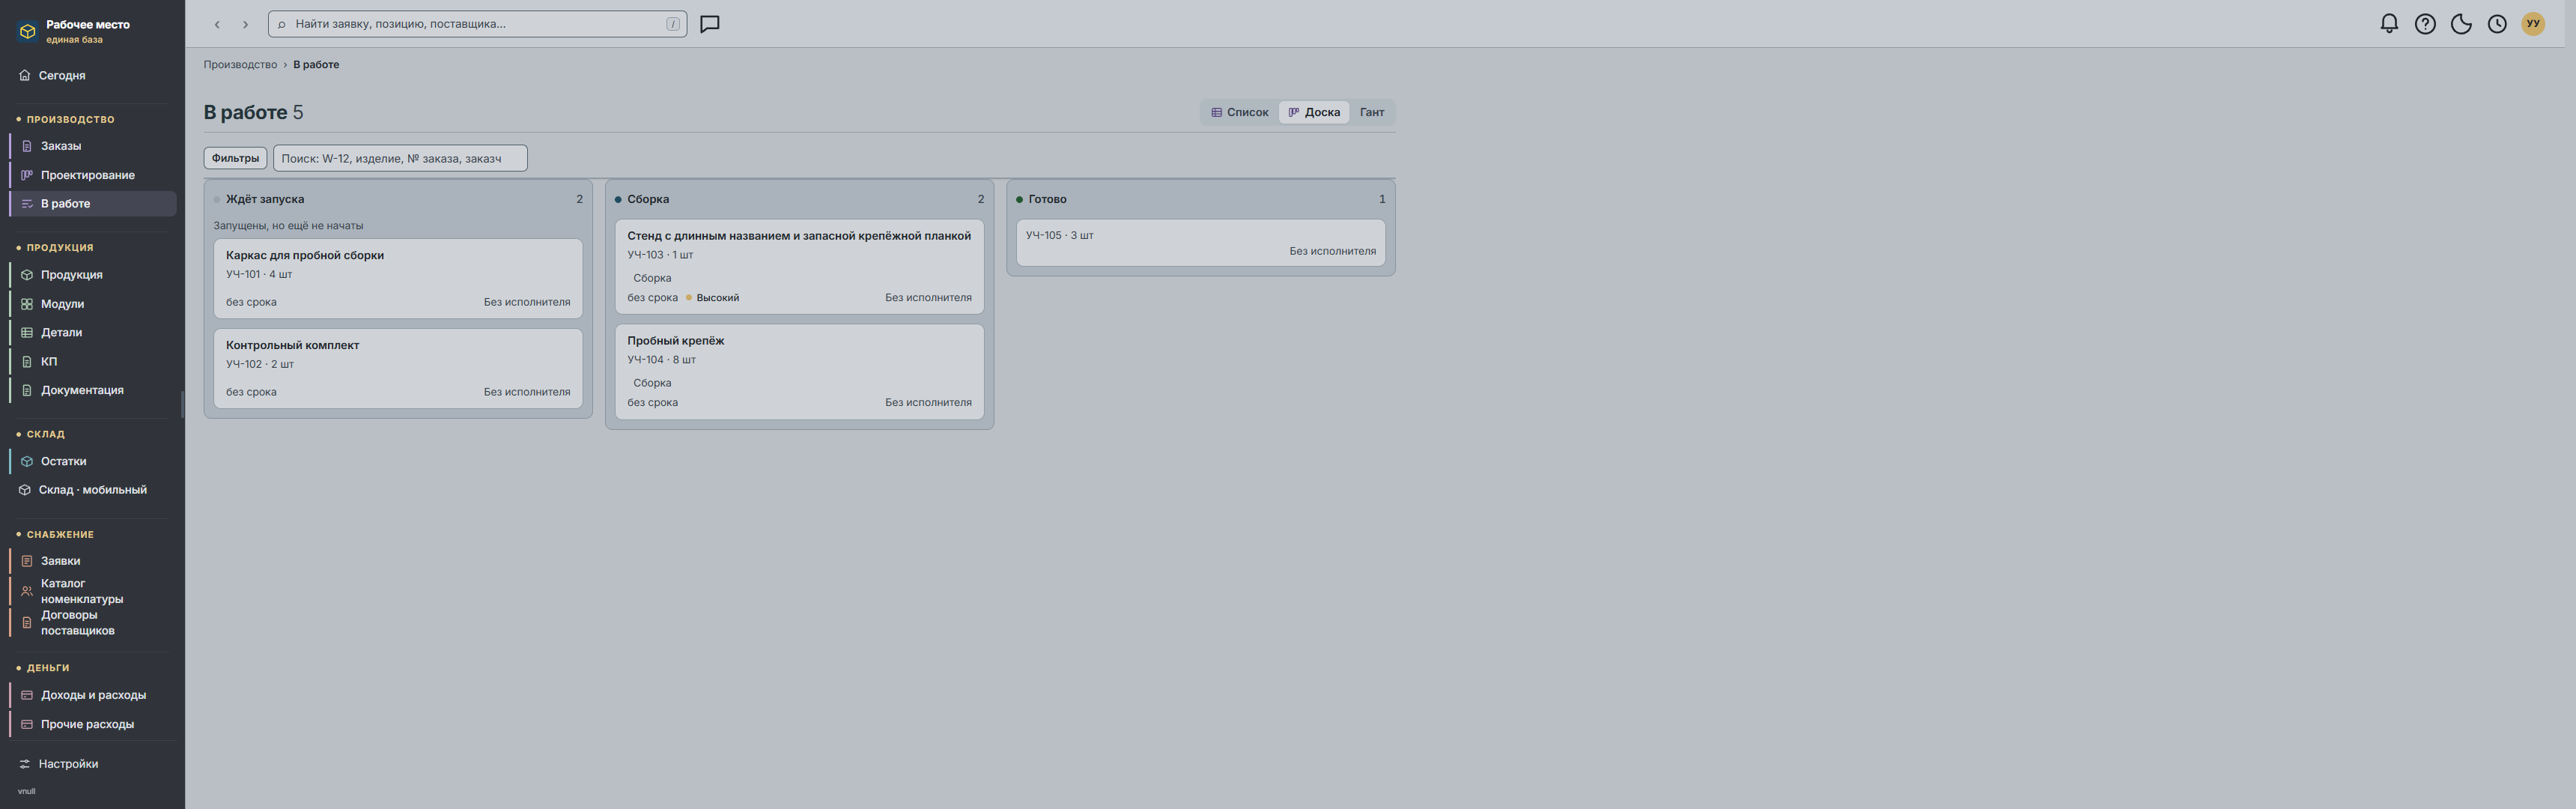 Рабочее место
единая база
Сегодня
ПРОИЗВОДСТВО
Заказы
Проектирование
В работе
ПРОДУКЦИЯ
Продукция
Модули
Детали
КП
Документация
СКЛАД
Остатки
Склад · мобильный
СНАБЖЕНИЕ
Заявки
Каталог
номенклатуры
Договоры
поставщиков
ДЕНЬГИ
Доходы и расходы
Прочие расходы
Настройки
vnull
Найти заявку, позицию, поставщика...
/
УУ
Производство › В работе
В работе 5
Список
Доска
Гант
Фильтры
Поиск: W-12, изделие, № заказа, заказч
Ждёт запуска 2
Запущены, но ещё не начаты
Каркас для пробной сборки
УЧ-101 · 4 шт
без срока Без исполнителя
Контрольный комплект
УЧ-102 · 2 шт
без срока Без исполнителя
Сборка 2
Стенд с длинным названием и запасной крепёжной планкой
УЧ-103 · 1 шт
Сборка
без срока Высокий Без исполнителя
Пробный крепёж
УЧ-104 · 8 шт
Сборка
без срока Без исполнителя
Готово 1
УЧ-105 · 3 шт
Без исполнителя